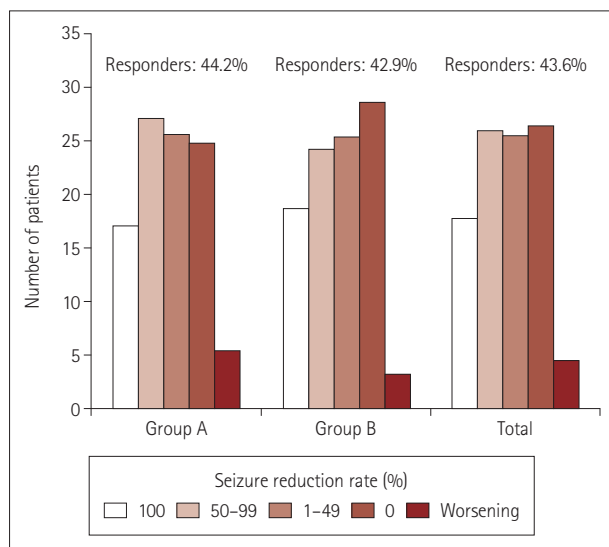 35
Responders: 44.2% Responders: 42.9% Responders: 43.6%
30
25
20
15
10
5
0
Number of patients
Group A Group B Total
Seizure reduction rate (%)
100 50–99 1–49 0 Worsening